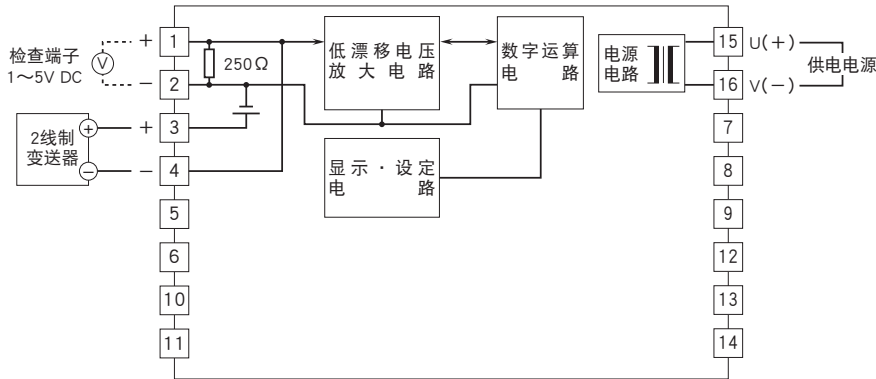 检查端子
1～5V DC
V
+
−
1
2
250Ω
低漂移电压
放大电路
数字运算
电路
电源
电路
15
U(+)
16
V(−)
供电电源
2线制
变送器
+
−
+
−
3
4
显示・设定
电路
5
6
10
11
7
8
9
12
13
14